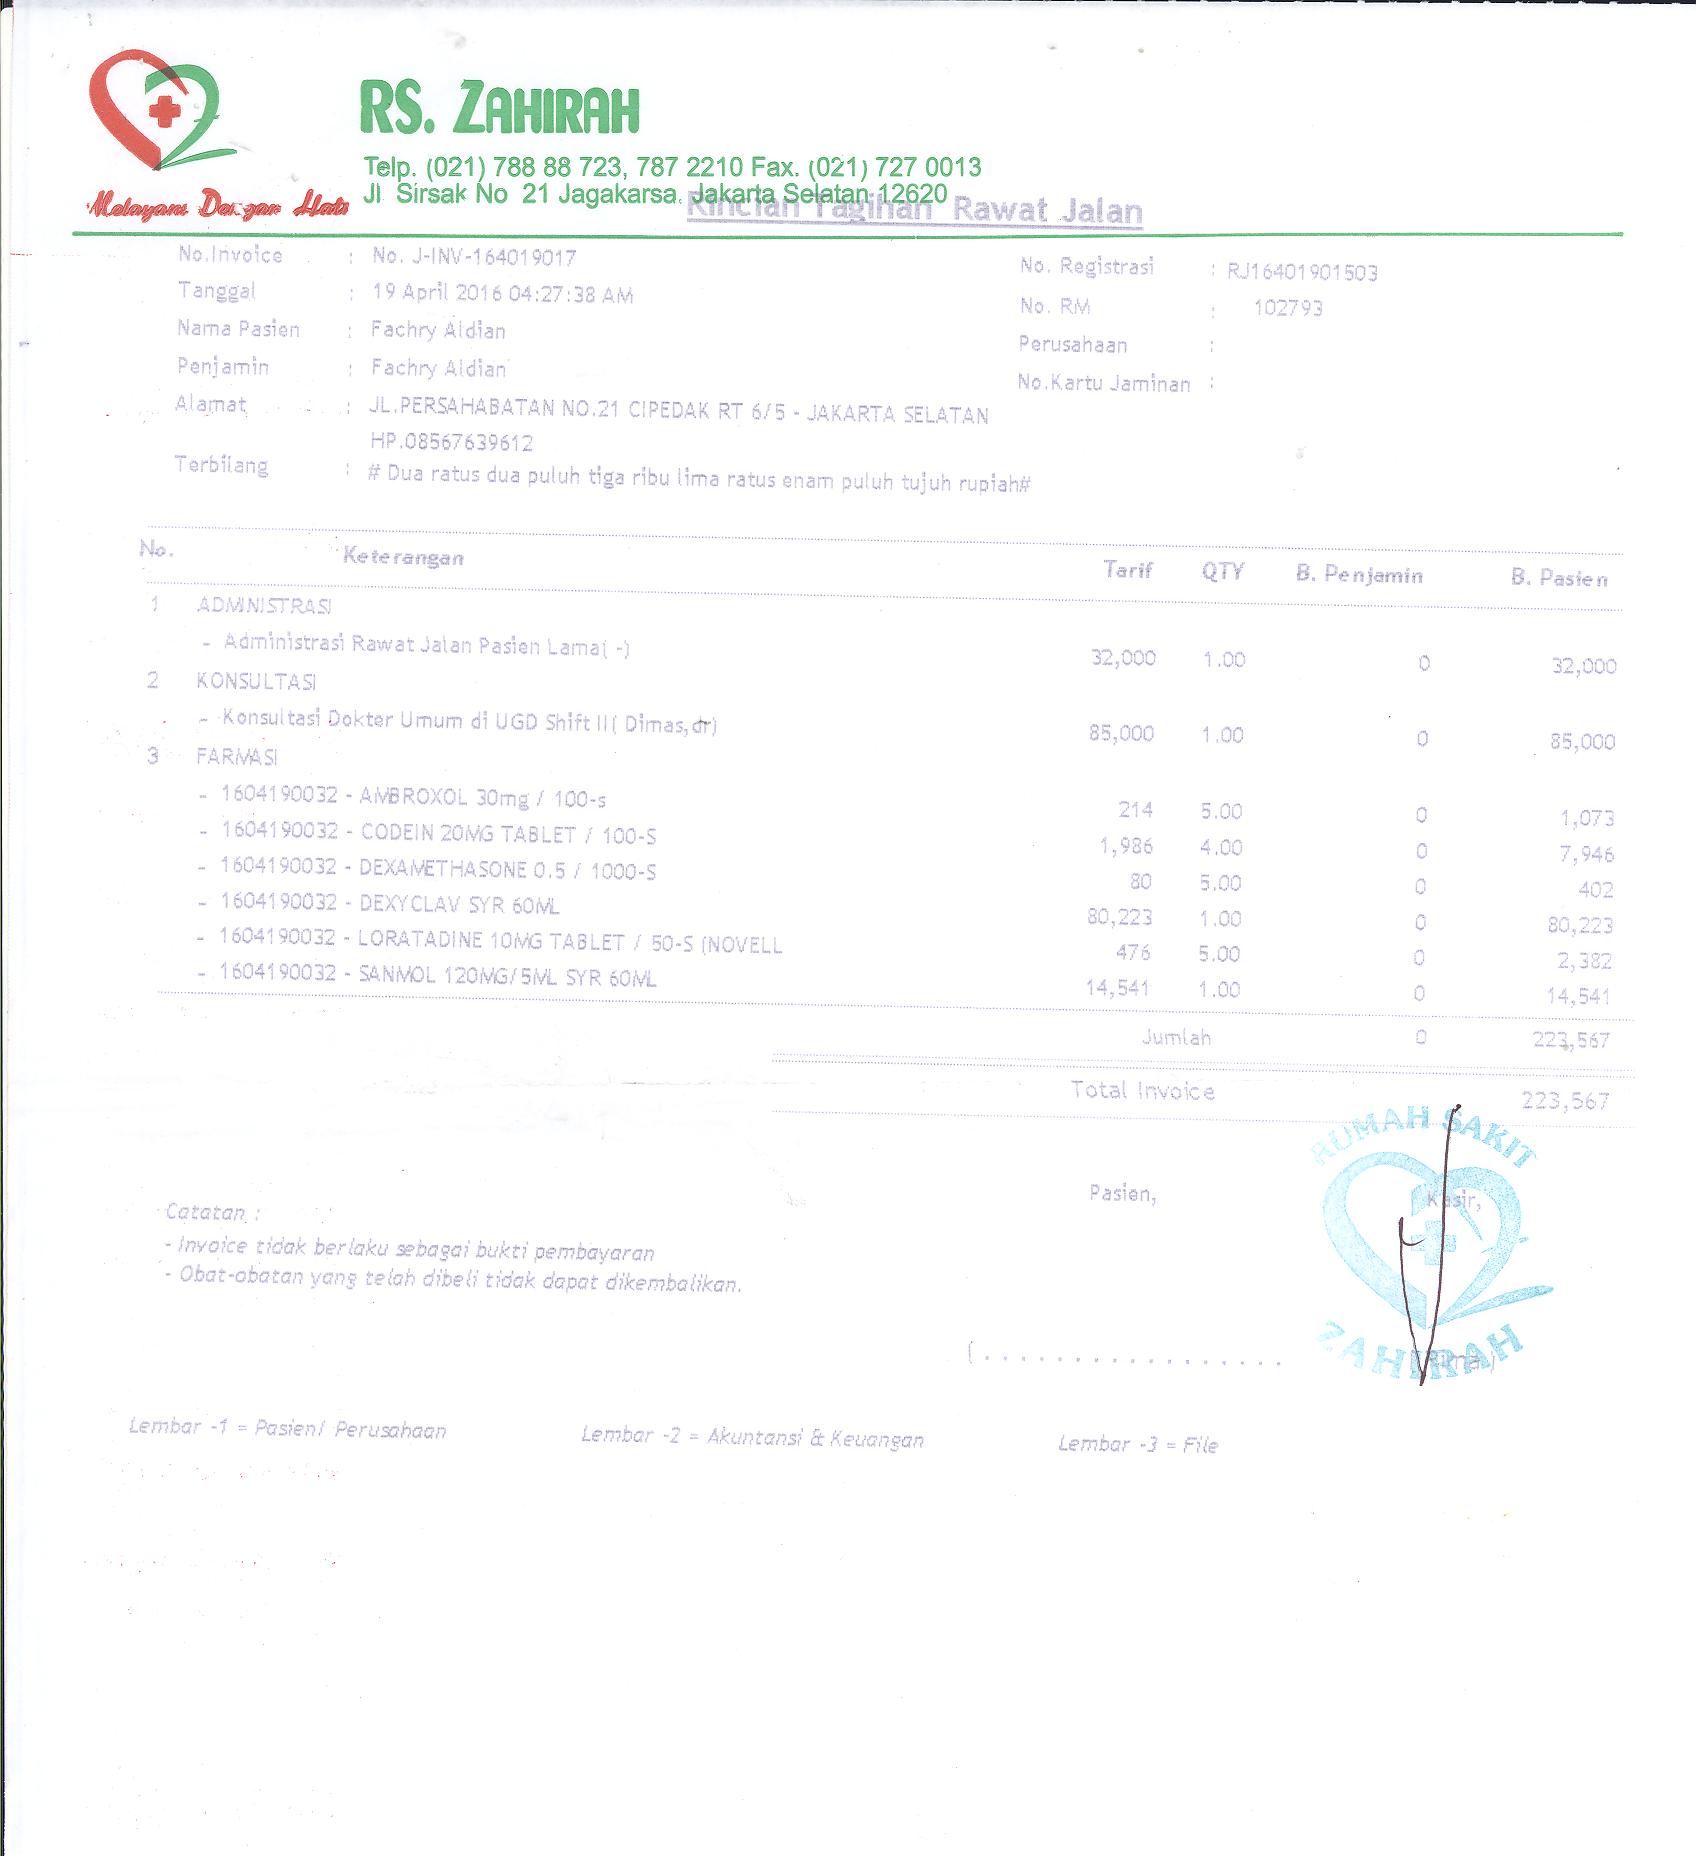 RS. ZAHIRAH
Telp. (021) 788 88 723, 787 2210 Fax. (021) 727 0013
Jl Sirsak No 21 Jagakarsa, Jakarta Selatan 12620
Melayani Dengan Hati
Rincian Tagihan Rawat Jalan
No.Invoice : No. J-INV-164019017
No. Registrasi : RJ16401901503
Tanggal : 19 April 2016 04:27:38 AM
No. RM : 102793
Nama Pasien : Fachry Aldian
Perusahaan :
Penjamin : Fachry Aldian
No.Kartu Jaminan :
Alamat : JL.PERSAHABATAN NO.21 CIPEDAK RT 6/5 - JAKARTA SELATAN
HP.08567639612
Terbilang : # Dua ratus dua puluh tiga ribu lima ratus enam puluh tujuh rupiah#
No. Keterangan Tarif QTY B. Penjamin B. Pasien
1 ADMINISTRASI
- Administrasi Rawat Jalan Pasien Lama( -) 32,000 1.00 0 32,000
2 KONSULTASI
- Konsultasi Dokter Umum di UGD Shift II( Dimas,dr) 85,000 1.00 0 85,000
3 FARMASI
- 1604190032 - AMBROXOL 30mg / 100-s 214 5.00 0 1,073
- 1604190032 - CODEIN 20MG TABLET / 100-S 1,986 4.00 0 7,946
- 1604190032 - DEXAMETHASONE 0.5 / 1000-S 80 5.00 0 402
- 1604190032 - DEXYCLAV SYR 60ML 80,223 1.00 0 80,223
- 1604190032 - LORATADINE 10MG TABLET / 50-S (NOVELL 476 5.00 0 2,382
- 1604190032 - SANMOL 120MG/5ML SYR 60ML 14,541 1.00 0 14,541
Jumlah 0 223,567
Total Invoice 223,567
RUMAH SAKIT
Pasien, Kasir,
Catatan :
- Invoice tidak berlaku sebagai bukti pembayaran
- Obat-obatan yang telah dibeli tidak dapat dikembalikan.
(..................
ZAHIRAH
Lembar -1 = Pasien/ Perusahaan Lembar -2 = Akuntansi & Keuangan Lembar -3 = File